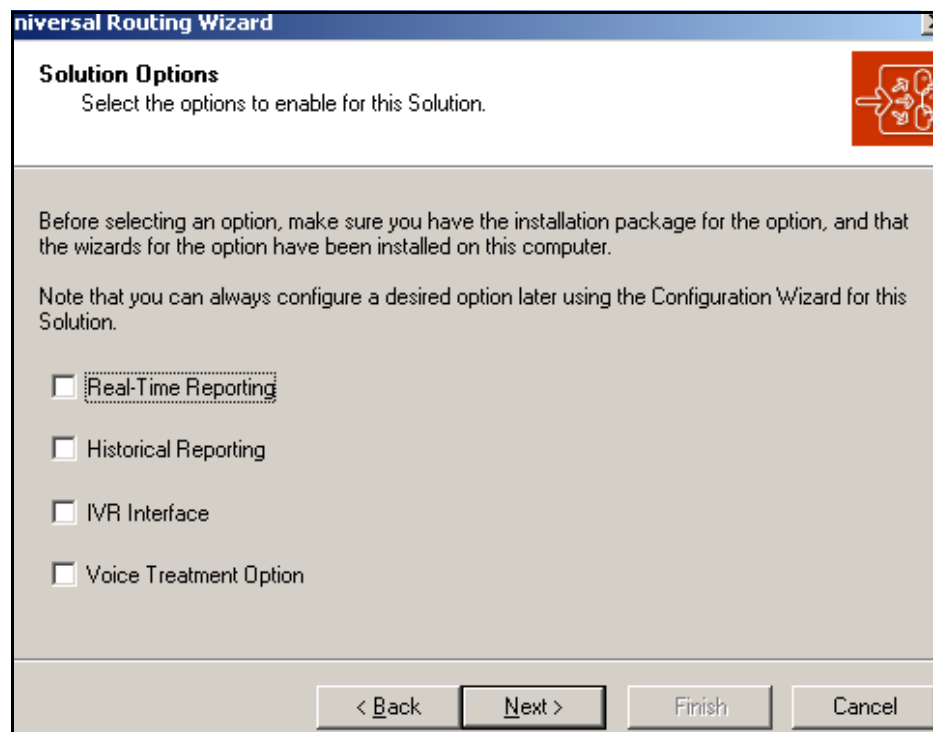 niversal Routing Wizard
Solution Options
Select the options to enable for this Solution.
Before selecting an option, make sure you have the installation package for the option, and that
the wizards for the option have been installed on this computer.
Note that you can always configure a desired option later using the Configuration Wizard for this
Solution.
Real-Time Reporting
Historical Reporting
IVR Interface
Voice Treatment Option
< Back
Next >
Finish
Cancel